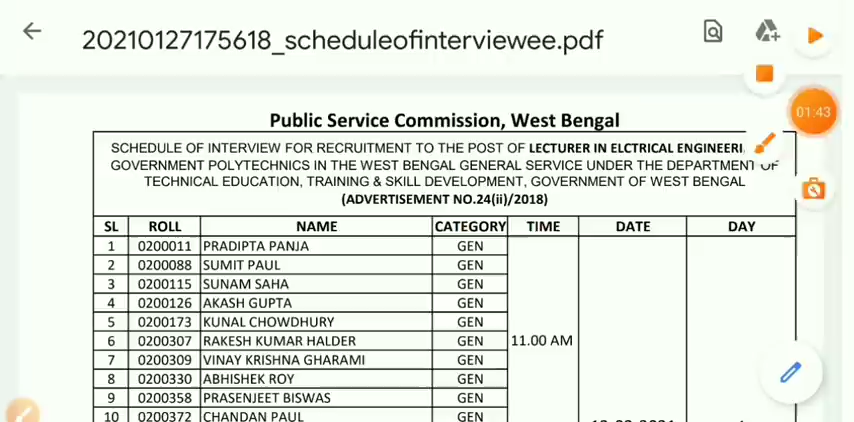 20210127175618_scheduleofinterviewee.pdf
01:43
Public Service Commission, West Bengal
SCHEDULE OF INTERVIEW FOR RECRUITMENT TO THE POST OF LECTURER IN ELCTRICAL ENGINEERI
GOVERNMENT POLYTECHNICS IN THE WEST BENGAL GENERAL SERVICE UNDER THE DEPARTMENT OF
TECHNICAL EDUCATION, TRAINING & SKILL DEVELOPMENT, GOVERNMENT OF WEST BENGAL
(ADVERTISEMENT NO.24(ii)/2018)
SL ROLL NAME CATEGORY TIME DATE DAY
1 0200011 PRADIPTA PANJA GEN
2 0200088 SUMIT PAUL GEN
3 0200115 SUNAM SAHA GEN
4 0200126 AKASH GUPTA GEN
5 0200173 KUNAL CHOWDHURY GEN
6 0200307 RAKESH KUMAR HALDER GEN 11.00 AM
7 0200309 VINAY KRISHNA GHARAMI GEN
8 0200330 ABHISHEK ROY GEN
9 0200358 PRASENJEET BISWAS GEN
10 0200372 CHANDAN PAUL GEN